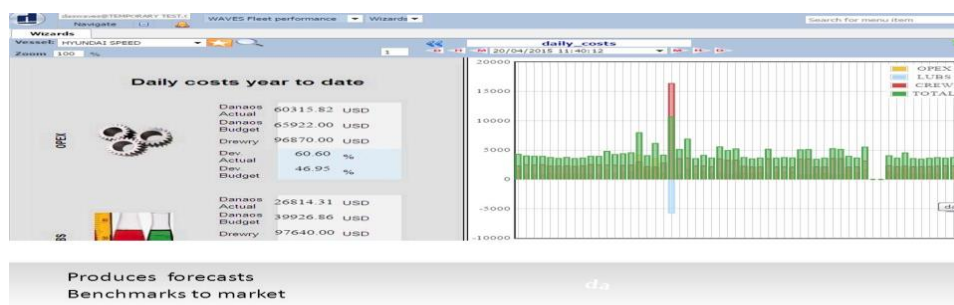 WAVES Fleet performance Wizards Search for menu item
Navigate
Wizards
Vessel: HYUNDAI SPEED
Zoom 100 % 1
daily_costs
20/04/2015 11:40:12
Daily costs year to date
OPEX
Danaos Actual 60315.82 USD
Danaos Budget 65922.00 USD
Drewry 96870.00 USD
Dev. Actual 60.60 %
Dev. Budget 46.95 %
Danaos Actual 26814.31 USD
Danaos Budget 39926.86 USD
Drewry 97640.00 USD
20000
15000
10000
5000
0
-5000
-10000
OPEX
LUBS
CREW
TOTAL
da
Produces forecasts
Benchmarks to market
da